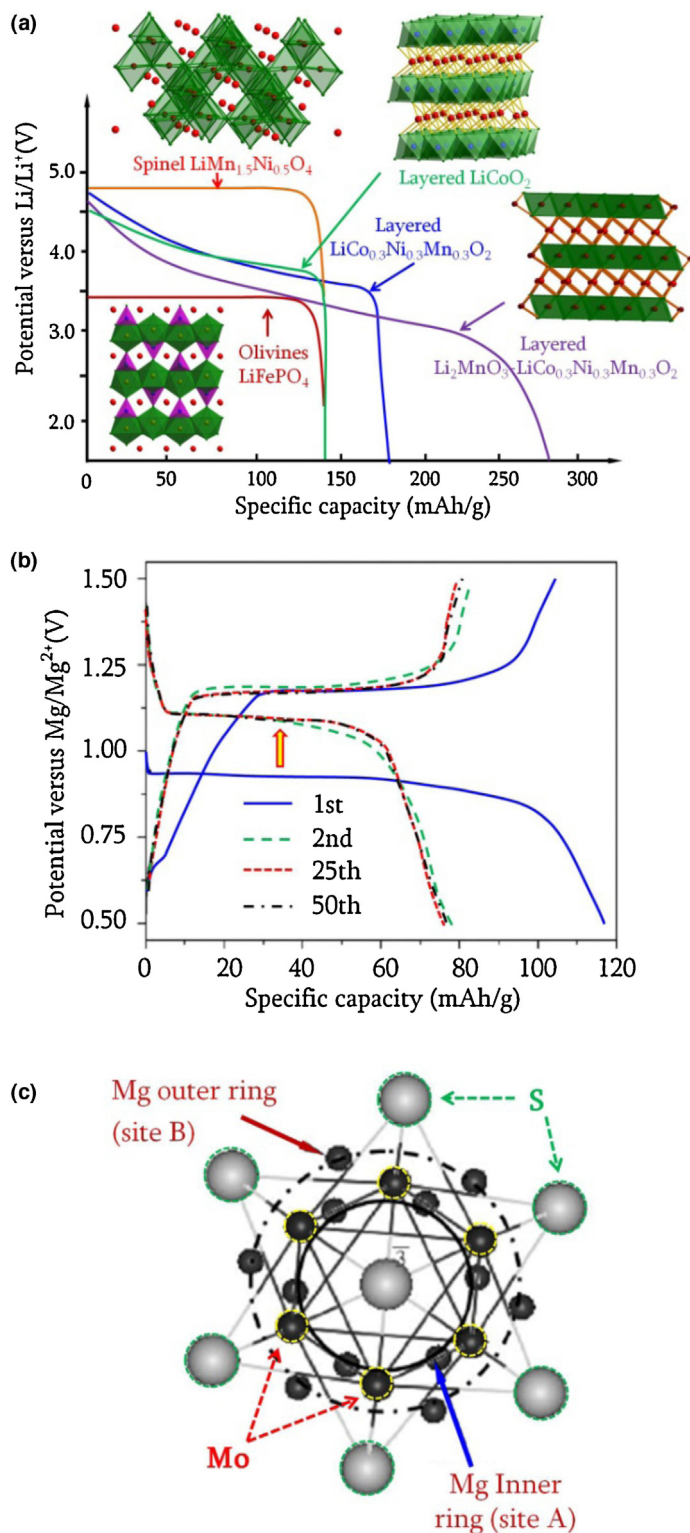 (a)
Spinel LiMn₁.₅Ni₀.₅O₄
Layered LiCoO₂
Layered
LiCo₀.₃Ni₀.₃Mn₀.₃O₂
Olivines
LiFePO₄
Layered
Li₂MnO₃-LiCo₀.₃Ni₀.₃Mn₀.₃O₂
Potential versus Li/Li⁺(V)
5.0
4.0
3.0
2.0
0 50 100 150 200 250 300
Specific capacity (mAh/g)
(b)
Potential versus Mg/Mg²⁺(V)
1.50
1.25
1.00
0.75
0.50
1st
2nd
25th
50th
0 20 40 60 80 100 120
Specific capacity (mAh/g)
(c)
Mg outer ring
(site B)
S
3̅
Mo
Mg Inner
ring (site A)